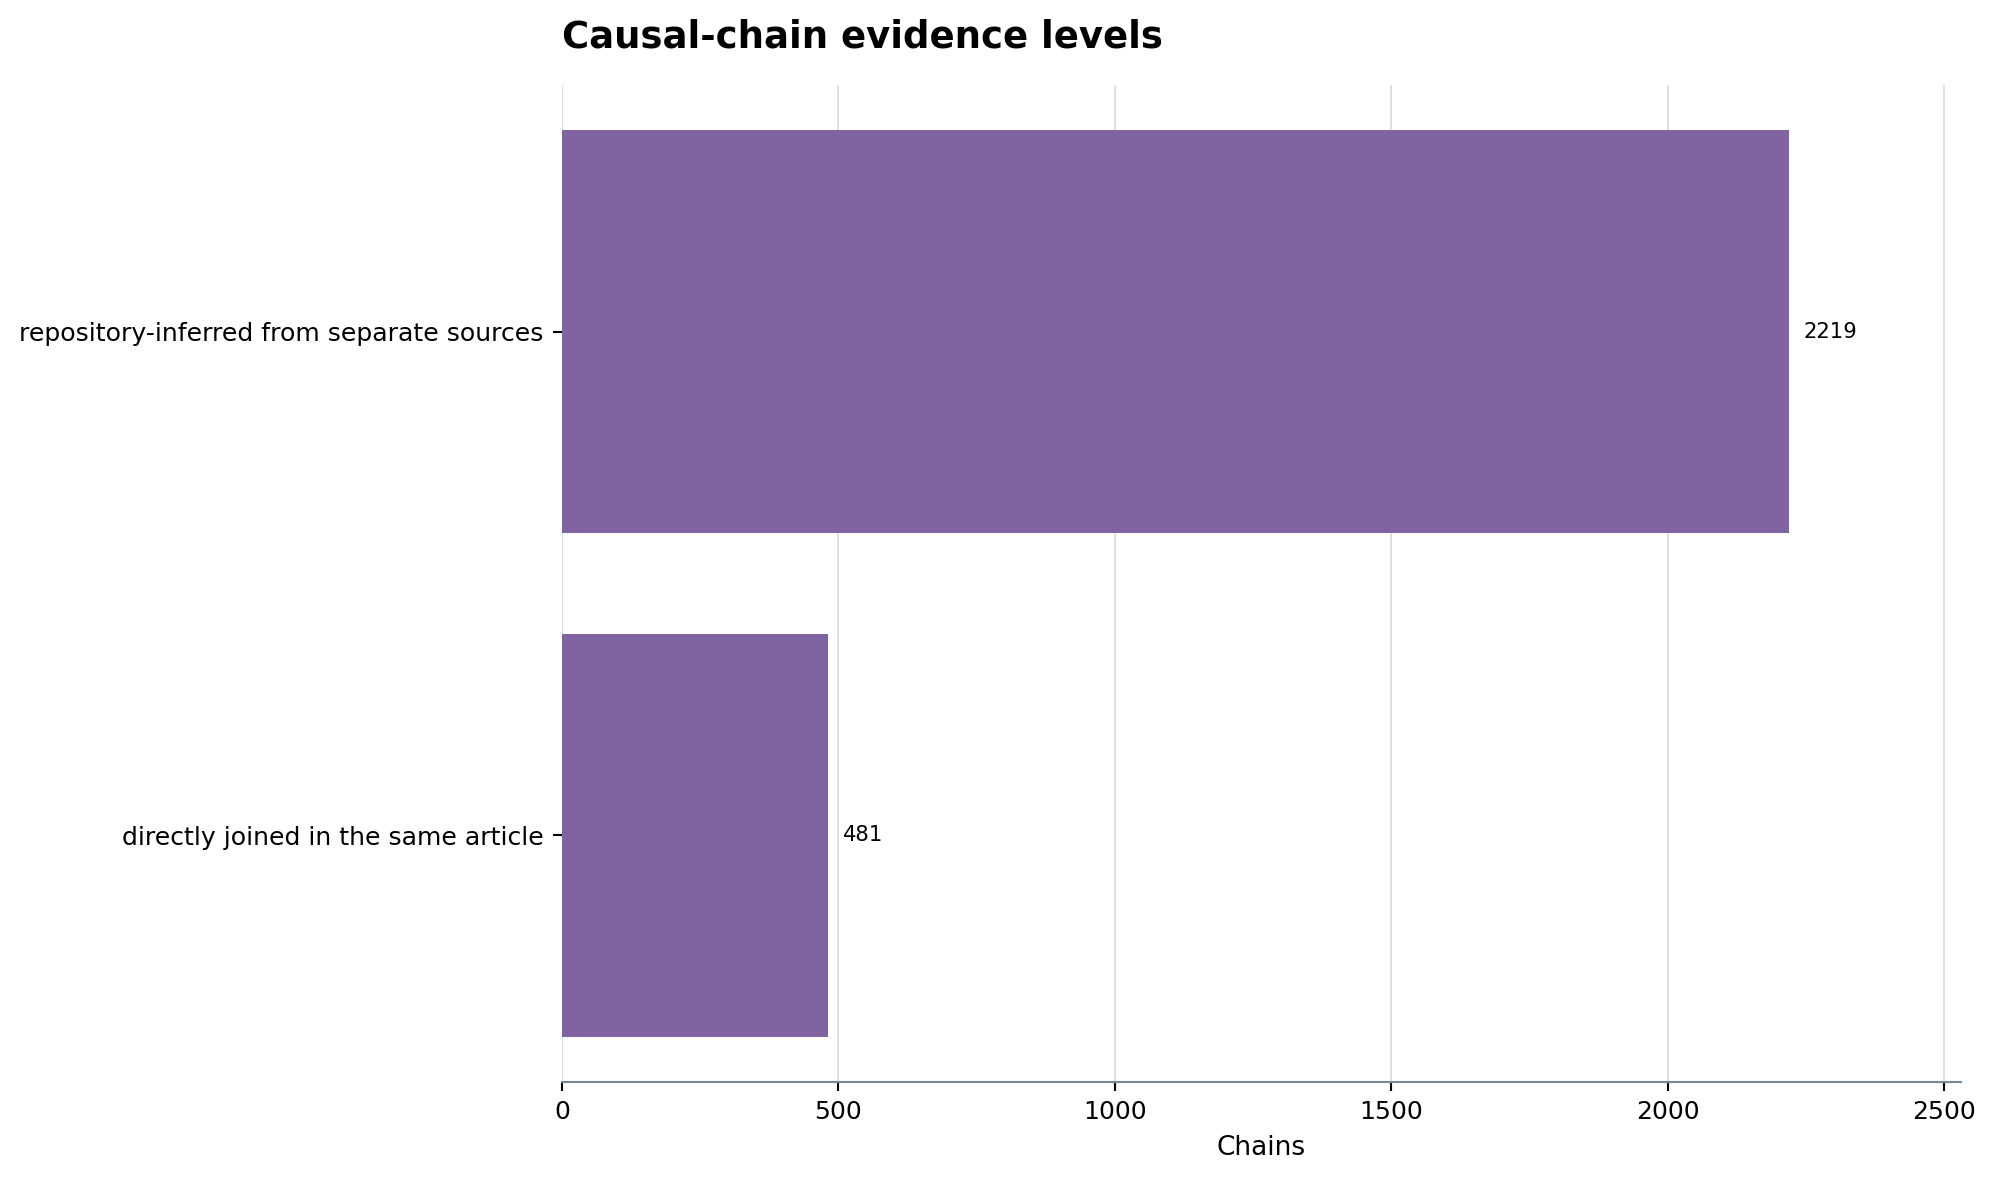 Causal-chain evidence levels
repository-inferred from separate sources
2219
directly joined in the same article
481
0 500 1000 1500 2000 2500
Chains